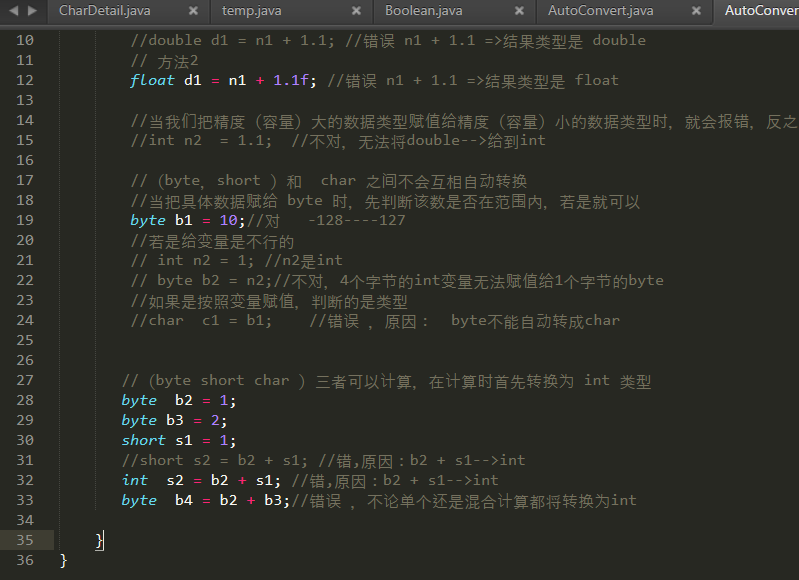 CharDetail.java × temp.java × Boolean.java × AutoConvert.java × AutoConver
10 //double d1 = n1 + 1.1; //错误 n1 + 1.1 =>结果类型是 double
11 // 方法2
12 float d1 = n1 + 1.1f; //错误 n1 + 1.1 =>结果类型是 float
13
14 //当我们把精度（容量）大的数据类型赋值给精度（容量）小的数据类型时，就会报错，反之
15 //int n2  = 1.1;  //不对，无法将double-->给到int
16
17 //（byte，short ）和  char 之间不会互相自动转换
18 //当把具体数据赋给 byte 时，先判断该数是否在范围内，若是就可以
19 byte b1 = 10;//对   -128----127
20 //若是给变量是不行的
21 // int n2 = 1; //n2是int
22 // byte b2 = n2;//不对，4个字节的int变量无法赋值给1个字节的byte
23 //如果是按照变量赋值，判断的是类型
24 //char  c1 = b1;    //错误 ，原因：  byte不能自动转成char
25
26
27 //（byte short char ）三者可以计算，在计算时首先转换为 int 类型
28 byte  b2 = 1;
29 byte b3 = 2;
30 short s1 = 1;
31 //short s2 = b2 + s1; //错,原因：b2 + s1-->int
32 int  s2 = b2 + s1; //错,原因：b2 + s1-->int
33 byte  b4 = b2 + b3;//错误 ，不论单个还是混合计算都将转换为int
34
35 }
36 }